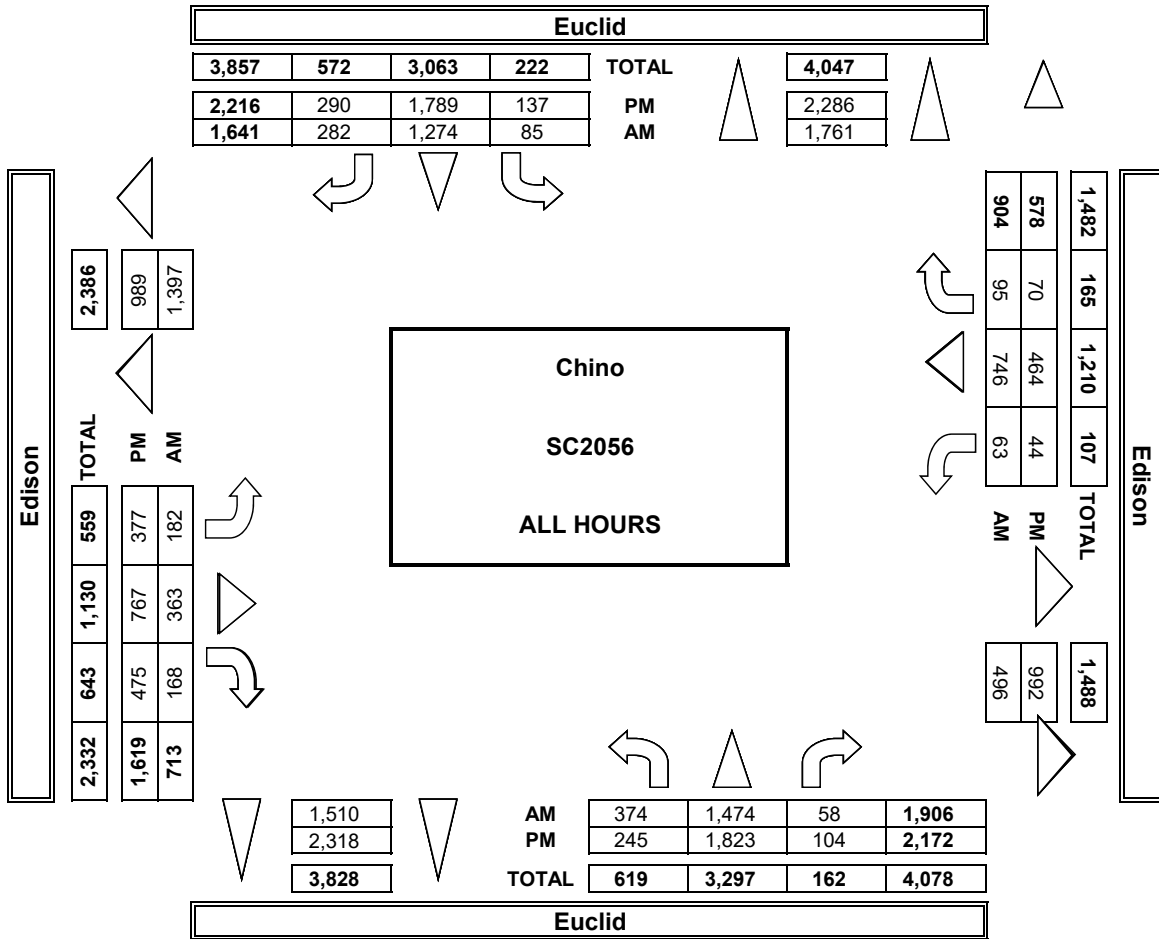 Euclid
3,857 572 3,063 222 TOTAL 4,047
2,216 290 1,789 137 PM 2,286
1,641 282 1,274 85 AM 1,761
Edison
2,386
989
1,397
TOTAL 559 1,130 643 2,332
PM 377 767 475 1,619
AM 182 363 168 713
Chino
SC2056
ALL HOURS
904 95 746 63 AM 496
578 70 464 44 PM 992
1,482 165 1,210 107 TOTAL 1,488
Edison
1,510 AM 374 1,474 58 1,906
2,318 PM 245 1,823 104 2,172
3,828 TOTAL 619 3,297 162 4,078
Euclid